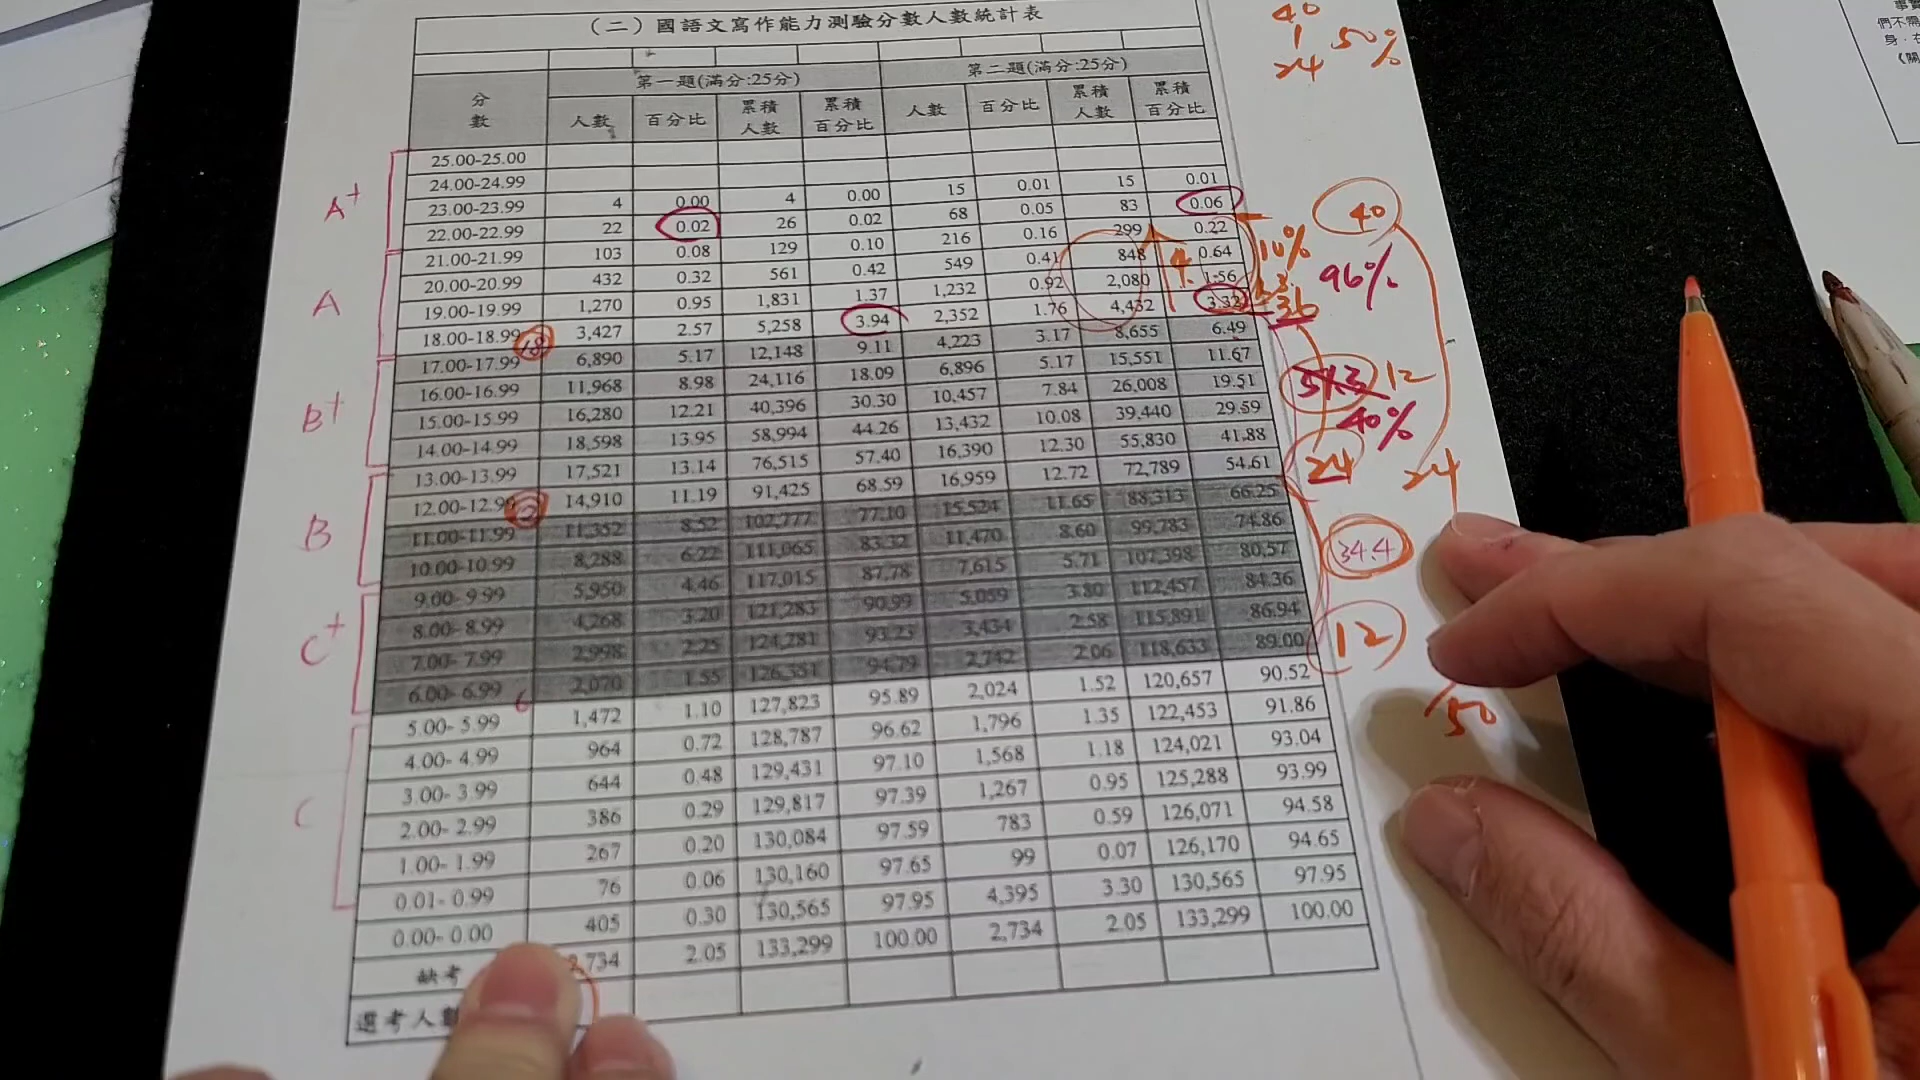 (二)國語文寫作能力測驗分數人數統計表
分數
第一題(滿分:25分)
第二題(滿分:25分)
人數 百分比 累積人數 累積百分比 人數 百分比 累積人數 累積百分比
25.00-25.00
24.00-24.99
23.00-23.99 4 0.00 4 0.00 15 0.01 15 0.01
22.00-22.99 22 0.02 26 0.02 68 0.05 83 0.06
21.00-21.99 103 0.08 129 0.10 216 0.16 299 0.22
20.00-20.99 432 0.32 561 0.42 549 0.41 848 0.64
19.00-19.99 1,270 0.95 1,831 1.37 1,232 0.92 2,080 1.56
18.00-18.99 3,427 2.57 5,258 3.94 2,352 1.76 4,432 3.32
17.00-17.99 6,890 5.17 12,148 9.11 4,223 3.17 8,655 6.49
16.00-16.99 11,968 8.98 24,116 18.09 6,896 5.17 15,551 11.67
15.00-15.99 16,280 12.21 40,396 30.30 10,457 7.84 26,008 19.51
14.00-14.99 18,598 13.95 58,994 44.26 13,432 10.08 39,440 29.59
13.00-13.99 17,521 13.14 76,515 57.40 16,390 12.30 55,830 41.88
12.00-12.99 14,910 11.19 91,425 68.59 16,959 12.72 72,789 54.61
11.00-11.99 11,352 8.52 102,777 77.10 15,524 11.65 88,313 66.25
10.00-10.99 8,288 6.22 111,065 83.32 11,470 8.60 99,783 74.86
9.00- 9.99 5,950 4.46 117,015 87.78 7,615 5.71 107,398 80.57
8.00- 8.99 4,268 3.20 121,283 90.99 5,059 3.80 112,457 84.36
7.00- 7.99 2,998 2.25 124,281 93.23 3,434 2.58 115,891 86.94
6.00- 6.99 2,070 1.55 126,351 94.79 2,742 2.06 118,633 89.00
5.00- 5.99 1,472 1.10 127,823 95.89 2,024 1.52 120,657 90.52
4.00- 4.99 964 0.72 128,787 96.62 1,796 1.35 122,453 91.86
3.00- 3.99 644 0.48 129,431 97.10 1,568 1.18 124,021 93.04
2.00- 2.99 386 0.29 129,817 97.39 1,267 0.95 125,288 93.99
1.00- 1.99 267 0.20 130,084 97.59 783 0.59 126,071 94.58
0.01- 0.99 76 0.06 130,160 97.65 99 0.07 126,170 94.65
0.00- 0.00 405 0.30 130,565 97.95 4,395 3.30 130,565 97.95
缺考 2,734 2.05 133,299 100.00 2,734 2.05 133,299 100.00
選考人
A+
A
B+
B
C+
C
18
12
6
40
24
50%
40
10%
96%
36
12
40%
24
24
34.4
12
50
們不需
身,在
《關